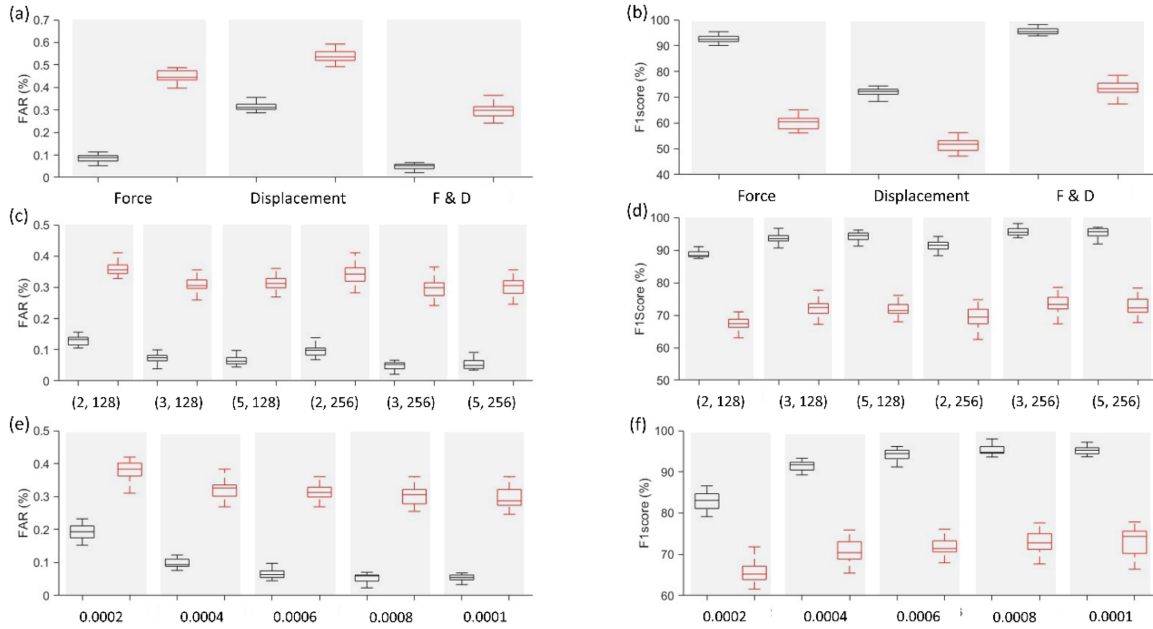 (a)
FAR (%)
0.7
0.6
0.5
0.4
0.3
0.2
0.1
0
Force Displacement F & D
(b)
F1score (%)
100
90
80
70
60
50
40
Force Displacement F & D
(c)
FAR (%)
0.5
0.4
0.3
0.2
0.1
0
(2, 128) (3, 128) (5, 128) (2, 256) (3, 256) (5, 256)
(d)
F1Score (%)
100
90
80
70
60
50
(2, 128) (3, 128) (5, 128) (2, 256) (3, 256) (5, 256)
(e)
FAR (%)
0.5
0.4
0.3
0.2
0.1
0
0.0002 0.0004 0.0006 0.0008 0.0001
(f)
F1score (%)
100
90
80
70
60
0.0002 0.0004 0.0006 0.0008 0.0001